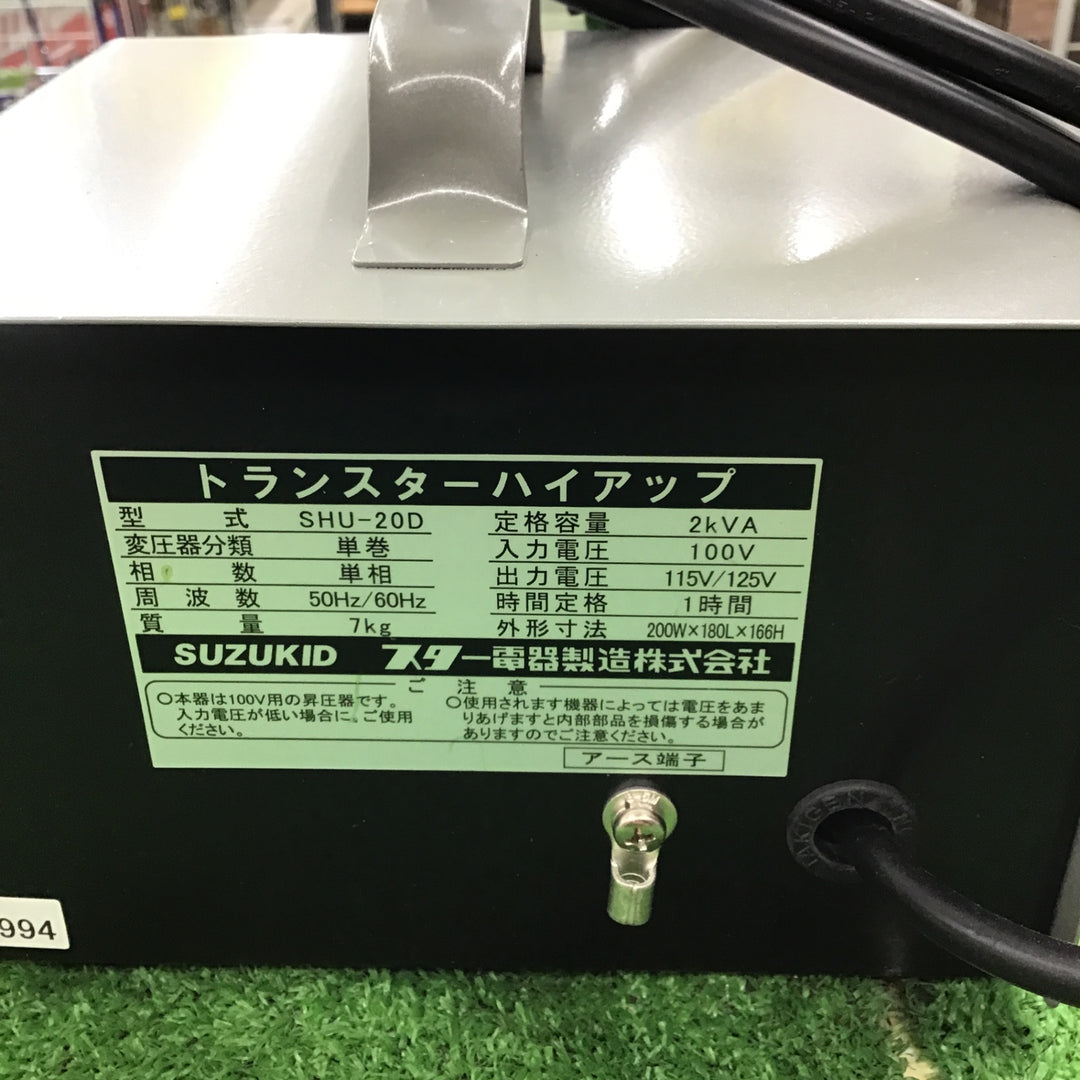 トランスターハイアップ
型式 SHU-20D 定格容量 2kVA
変圧器分類 単巻 入力電圧 100V
相数 単相 出力電圧 115V/125V
周波数 50Hz/60Hz 時間定格 1時間
質量 7kg 外形寸法 200W×180L×166H
SUZUKID スター電器製造株式会社
ご注意
○本器は100V用の昇圧器です。
入力電圧が低い場合に、ご使用
ください。
○使用されます機器によっては電圧をあま
りあげますと内部部品を損傷する場合が
ありますのでご注意ください。
アース端子
TAKIGEN
994